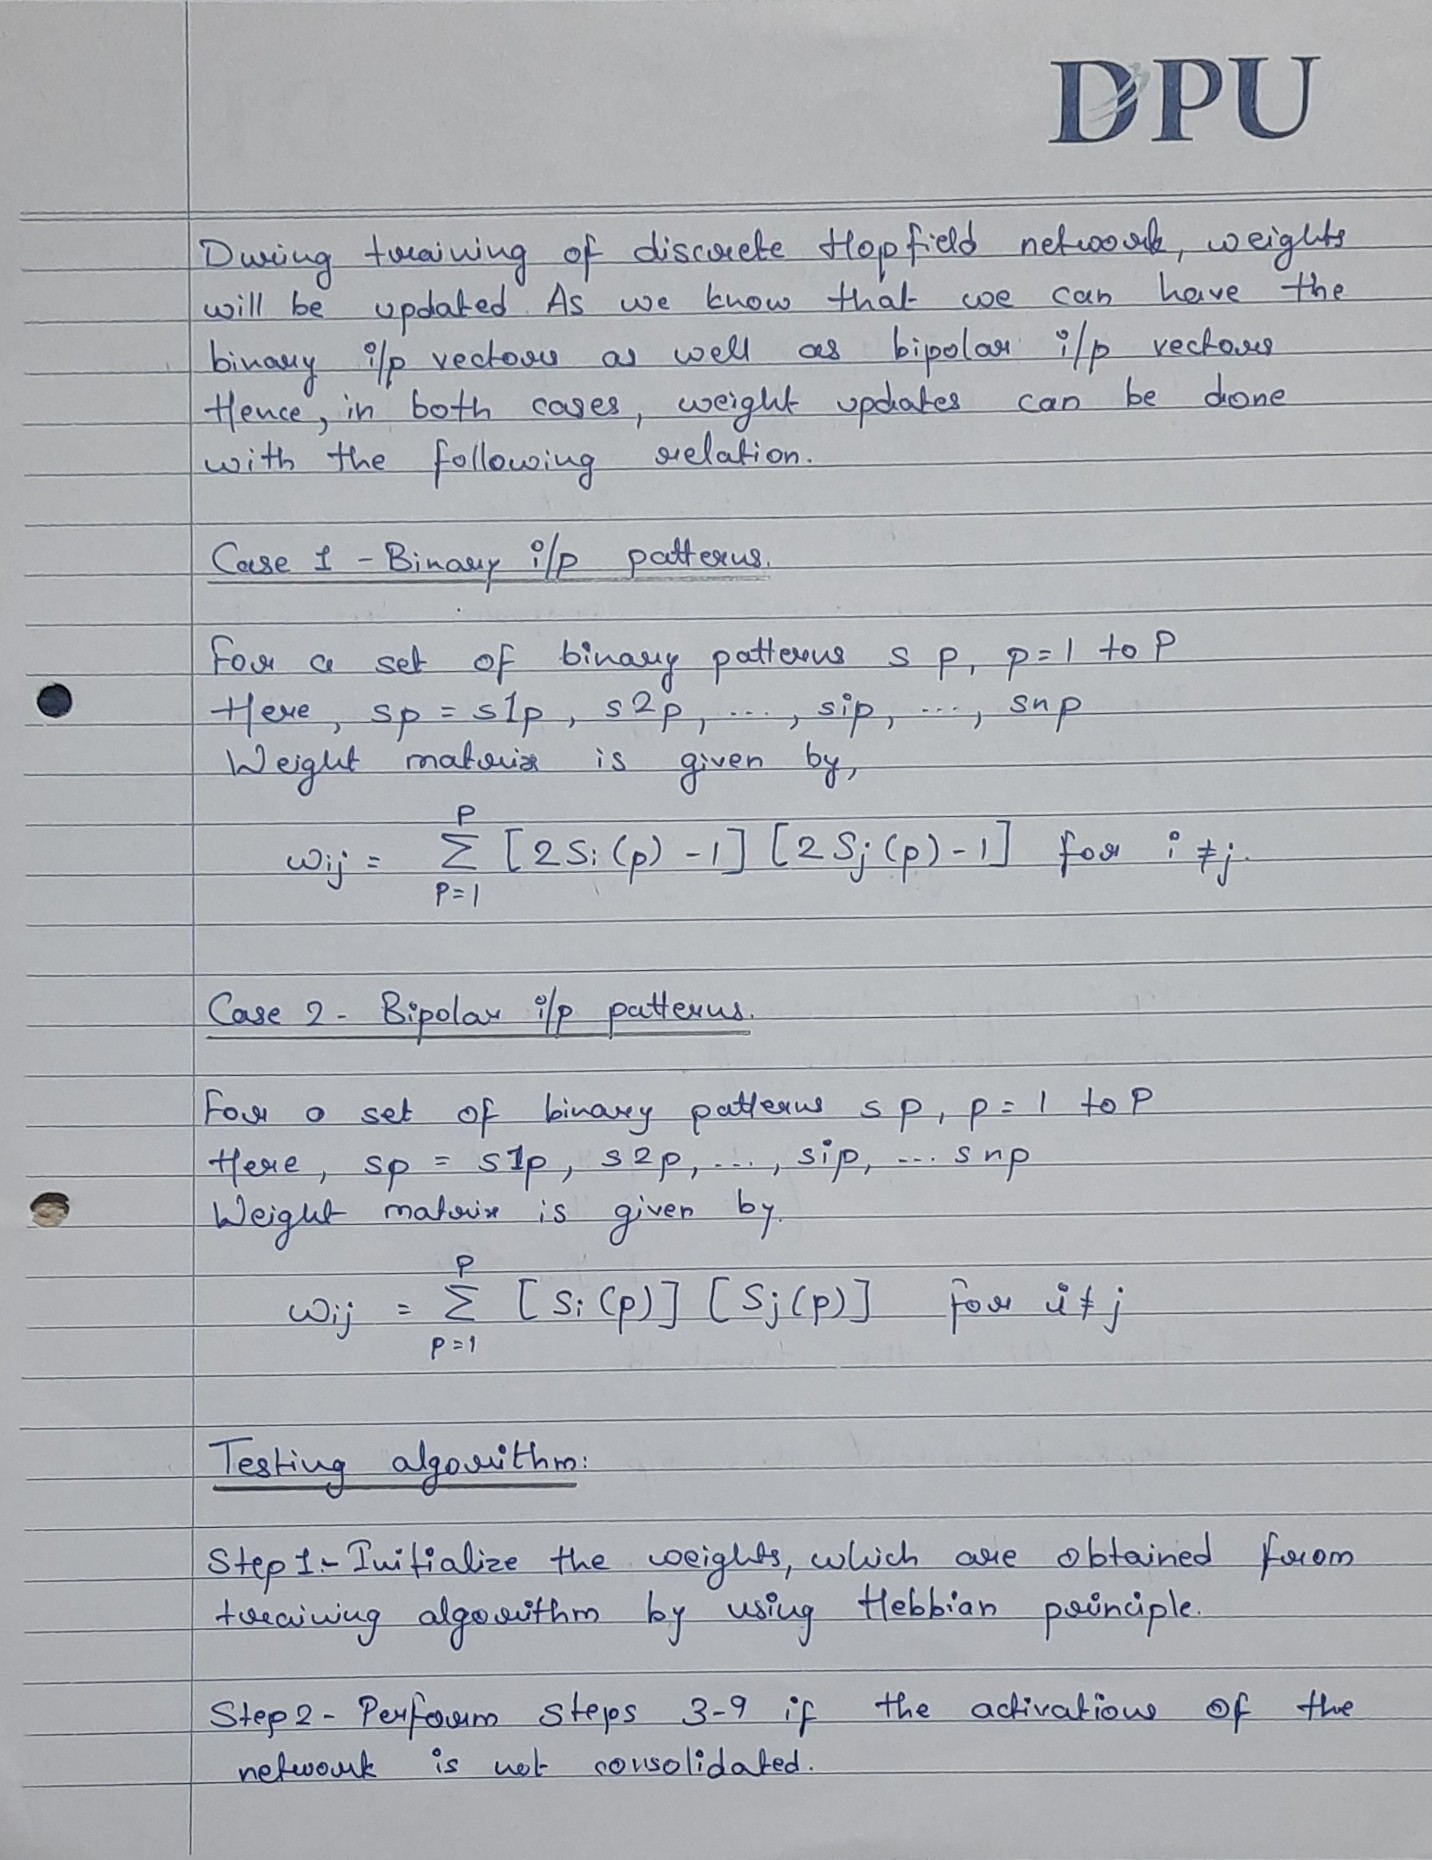 DPU
During training of discrete Hopfield network, weights
will be updated. As we know that we can have the
binary i/p vectors as well as bipolar i/p vectors
Hence, in both cases, weight updates can be done
with the following relation.
Case 1 - Binary i/p patterns.
For a set of binary patterns s p, p=1 to P
Here, sp = s1p, s2p, ..., sip, ..., snp
Weight matrix is given by,
wij = P Σ P=1 [2Si(p) -1] [2Sj(p)-1] for i ≠ j.
Case 2 - Bipolar i/p patterns.
For a set of binary patterns s p, p = 1 to P
Here, sp = s1p, s2p, ..., sip, ... snp
Weight matrix is given by.
wij = P Σ P=1 [Si(p)] [Sj(p)] for i ≠ j
Testing algorithm:
Step 1:- Initialize the weights, which are obtained from
training algorithm by using Hebbian principle.
Step 2 - Perform steps 3-9 if the activations of the
network is not consolidated.